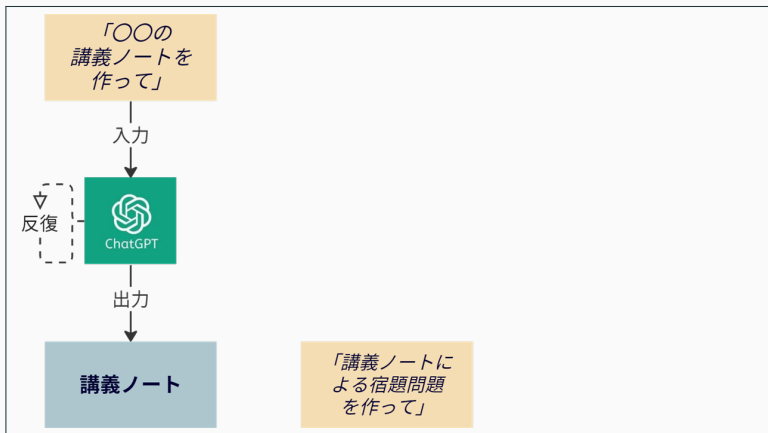 「〇〇の
講義ノートを
作って」
入力
反復
ChatGPT
出力
講義ノート
「講義ノートに
よる宿題問題
を作って」